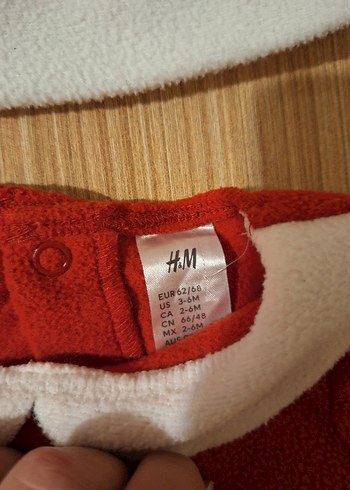 H&M
EUR 62/68
US 3-6M
CA 2-6M
CN 66/48
MX 2-6M